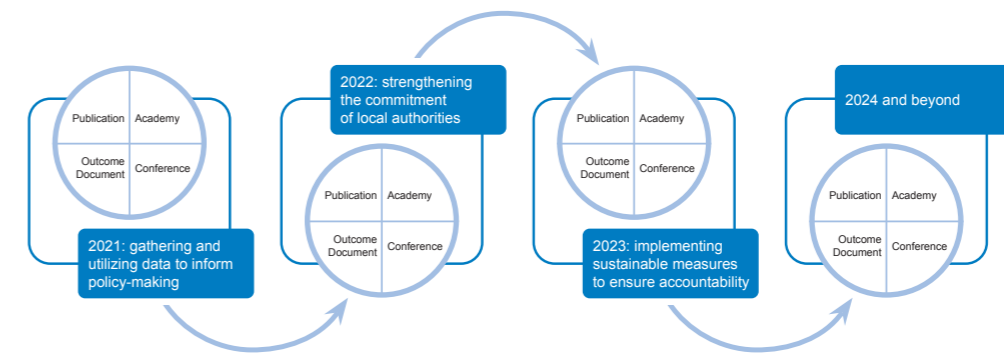 Publication
Academy
Outcome
Document
Conference
2021: gathering and
utilizing data to inform
policy-making
2022: strengthening
the commitment
of local authorities
Publication
Academy
Outcome
Document
Conference
Publication
Academy
Outcome
Document
Conference
2023: implementing
sustainable measures
to ensure accountability
2024 and beyond
Publication
Academy
Outcome
Document
Conference